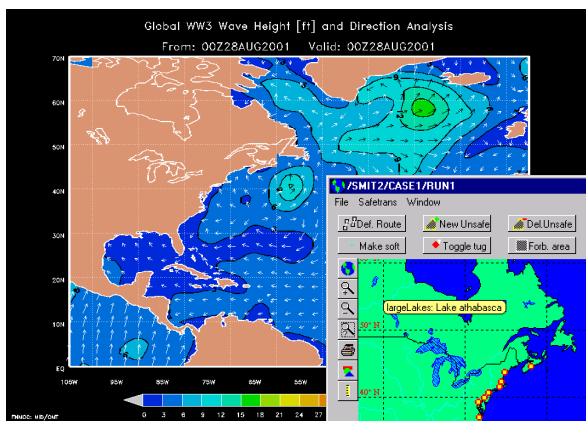 Global WW3 Wave Height [ft] and Direction Analysis
From: 00Z28AUG2001 Valid: 00Z28AUG2001
70N
60N
50N
40N
30N
20N
10N
EQ
105W 95W 85W 75W 65W 55W
0 3 6 9 12 15 18 21 24 27
/SMIT2/CASE1/RUN1
File Safetrans Window
Def. Route New Unsafe Del.Unsafe
Make soft Toggle tug Forb. area
largeLakes: Lake athabasca
50° N
40° N